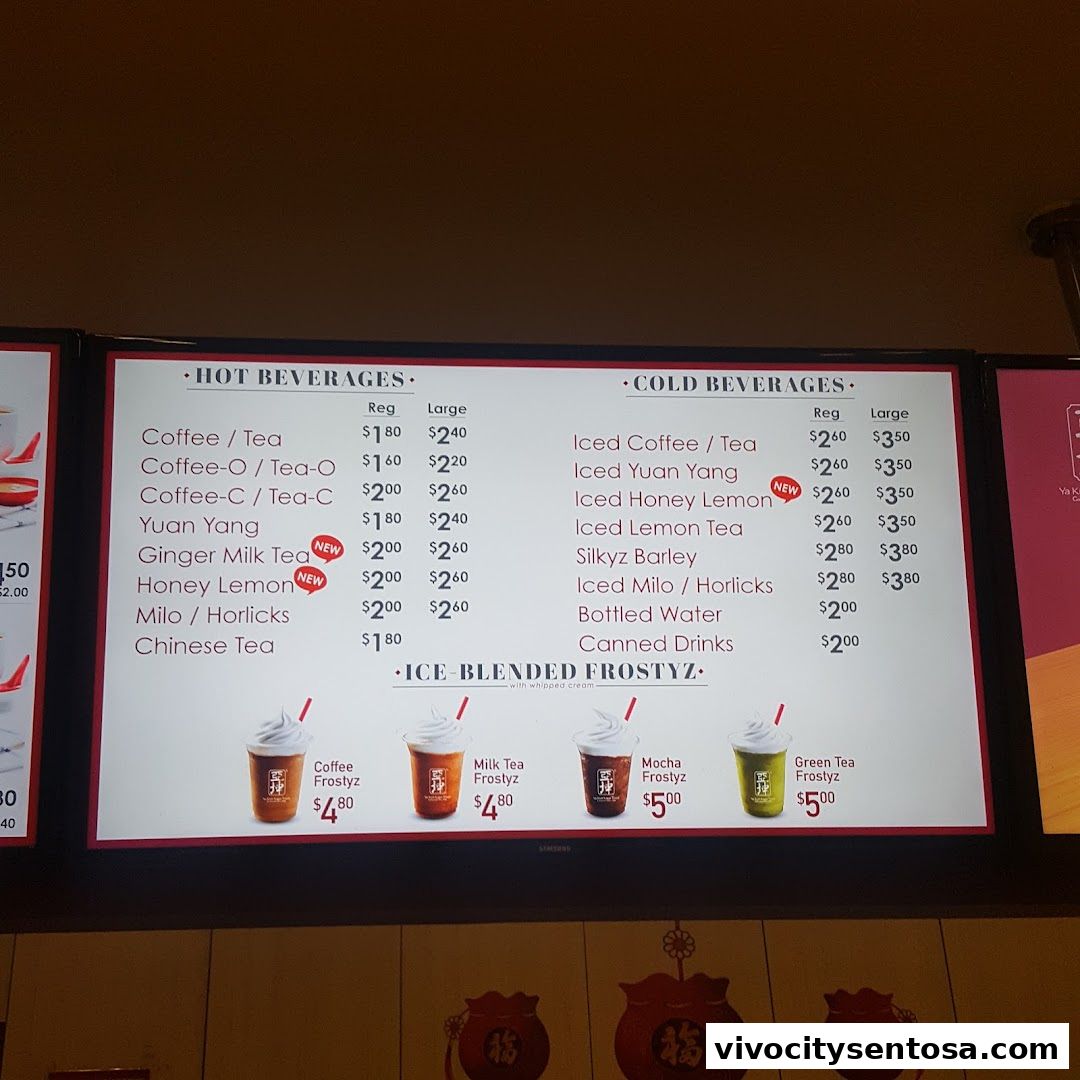 HOT BEVERAGES
Reg Large
Coffee / Tea $1.80 $2.40
Coffee-O / Tea-O $1.60 $2.20
Coffee-C / Tea-C $2.00 $2.60
Yuan Yang $1.80 $2.40
Ginger Milk Tea NEW $2.00 $2.60
Honey Lemon NEW $2.00 $2.60
Milo / Horlicks $2.00 $2.60
Chinese Tea $1.80
COLD BEVERAGES
Reg Large
Iced Coffee / Tea $2.60 $3.50
Iced Yuan Yang $2.60 $3.50
Iced Honey Lemon NEW $2.60 $3.50
Iced Lemon Tea $2.60 $3.50
Silkyz Barley $2.80 $3.80
Iced Milo / Horlicks $2.80 $3.80
Bottled Water $2.00
Canned Drinks $2.00
ICE-BLENDED FROSTYZ
with whipped cream
Coffee
Frostyz
$4.80
Milk Tea
Frostyz
$4.80
Mocha
Frostyz
$5.00
Green Tea
Frostyz
$5.00
SAMSUNG
福
福
vivocitysentosa.com